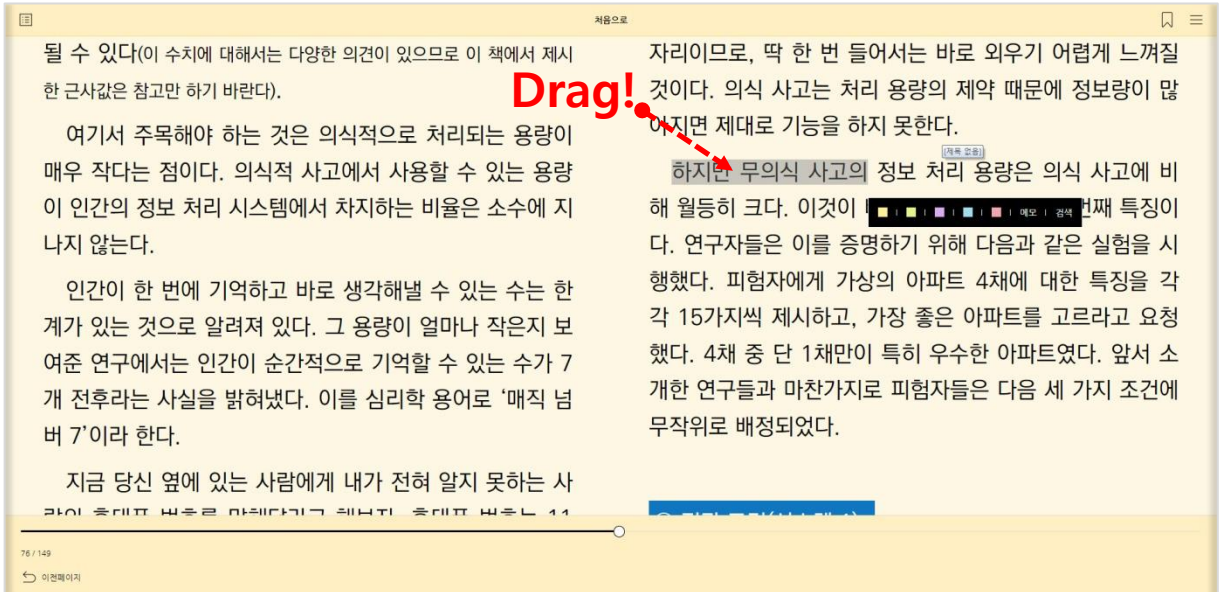 처음으로
될 수 있다(이 수치에 대해서는 다양한 의견이 있으므로 이 책에서 제시
한 근사값은 참고만 하기 바란다).
여기서 주목해야 하는 것은 의식적으로 처리되는 용량이
매우 작다는 점이다. 의식적 사고에서 사용할 수 있는 용량
이 인간의 정보 처리 시스템에서 차지하는 비율은 소수에 지
나지 않는다.
인간이 한 번에 기억하고 바로 생각해낼 수 있는 수는 한
계가 있는 것으로 알려져 있다. 그 용량이 얼마나 작은지 보
여준 연구에서는 인간이 순간적으로 기억할 수 있는 수가 7
개 전후라는 사실을 밝혀냈다. 이를 심리학 용어로 ‘매직 넘
버 7’이라 한다.
지금 당신 옆에 있는 사람에게 내가 전혀 알지 못하는 사
Drag!
자리이므로, 딱 한 번 들어서는 바로 외우기 어렵게 느껴질
것이다. 의식 사고는 처리 용량의 제약 때문에 정보량이 많
아지면 제대로 기능을 하지 못한다.
[제목 없음]
하지만 무의식 사고의 정보 처리 용량은 의식 사고에 비
해 월등히 크다. 이것이 번째 특징이
메모 | 검색
다. 연구자들은 이를 증명하기 위해 다음과 같은 실험을 시
행했다. 피험자에게 가상의 아파트 4채에 대한 특징을 각
각 15가지씩 제시하고, 가장 좋은 아파트를 고르라고 요청
했다. 4채 중 단 1채만이 특히 우수한 아파트였다. 앞서 소
개한 연구들과 마찬가지로 피험자들은 다음 세 가지 조건에
무작위로 배정되었다.
76 / 149
이전페이지